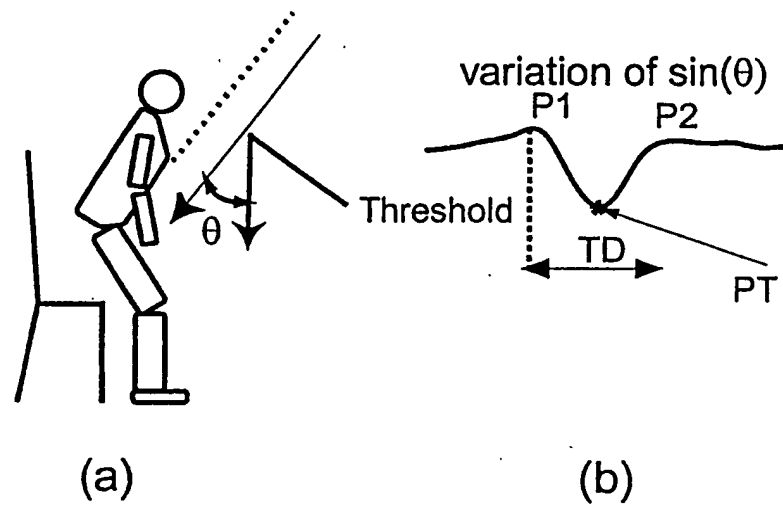 variation of sin(θ)
P1
P2
Threshold
θ
TD
PT
(a)
(b)